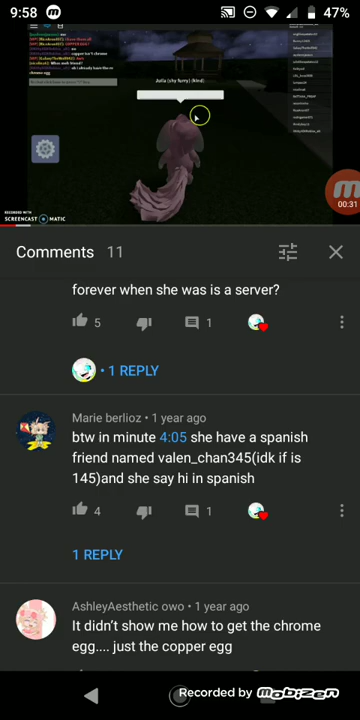 9:58
47%
Julla (shy furry) (kind)
00:31
RECORDED WITH
SCREENCAST MATIC
Comments 11
forever when she was is a server?
5 1
• 1 REPLY
Marie berlioz • 1 year ago
btw in minute 4:05 she have a spanish
friend named valen_chan345(idk if is
145)and she say hi in spanish
4 1
1 REPLY
AshleyAesthetic owo • 1 year ago
It didn’t show me how to get the chrome
egg.... just the copper egg
Recorded by mobizen